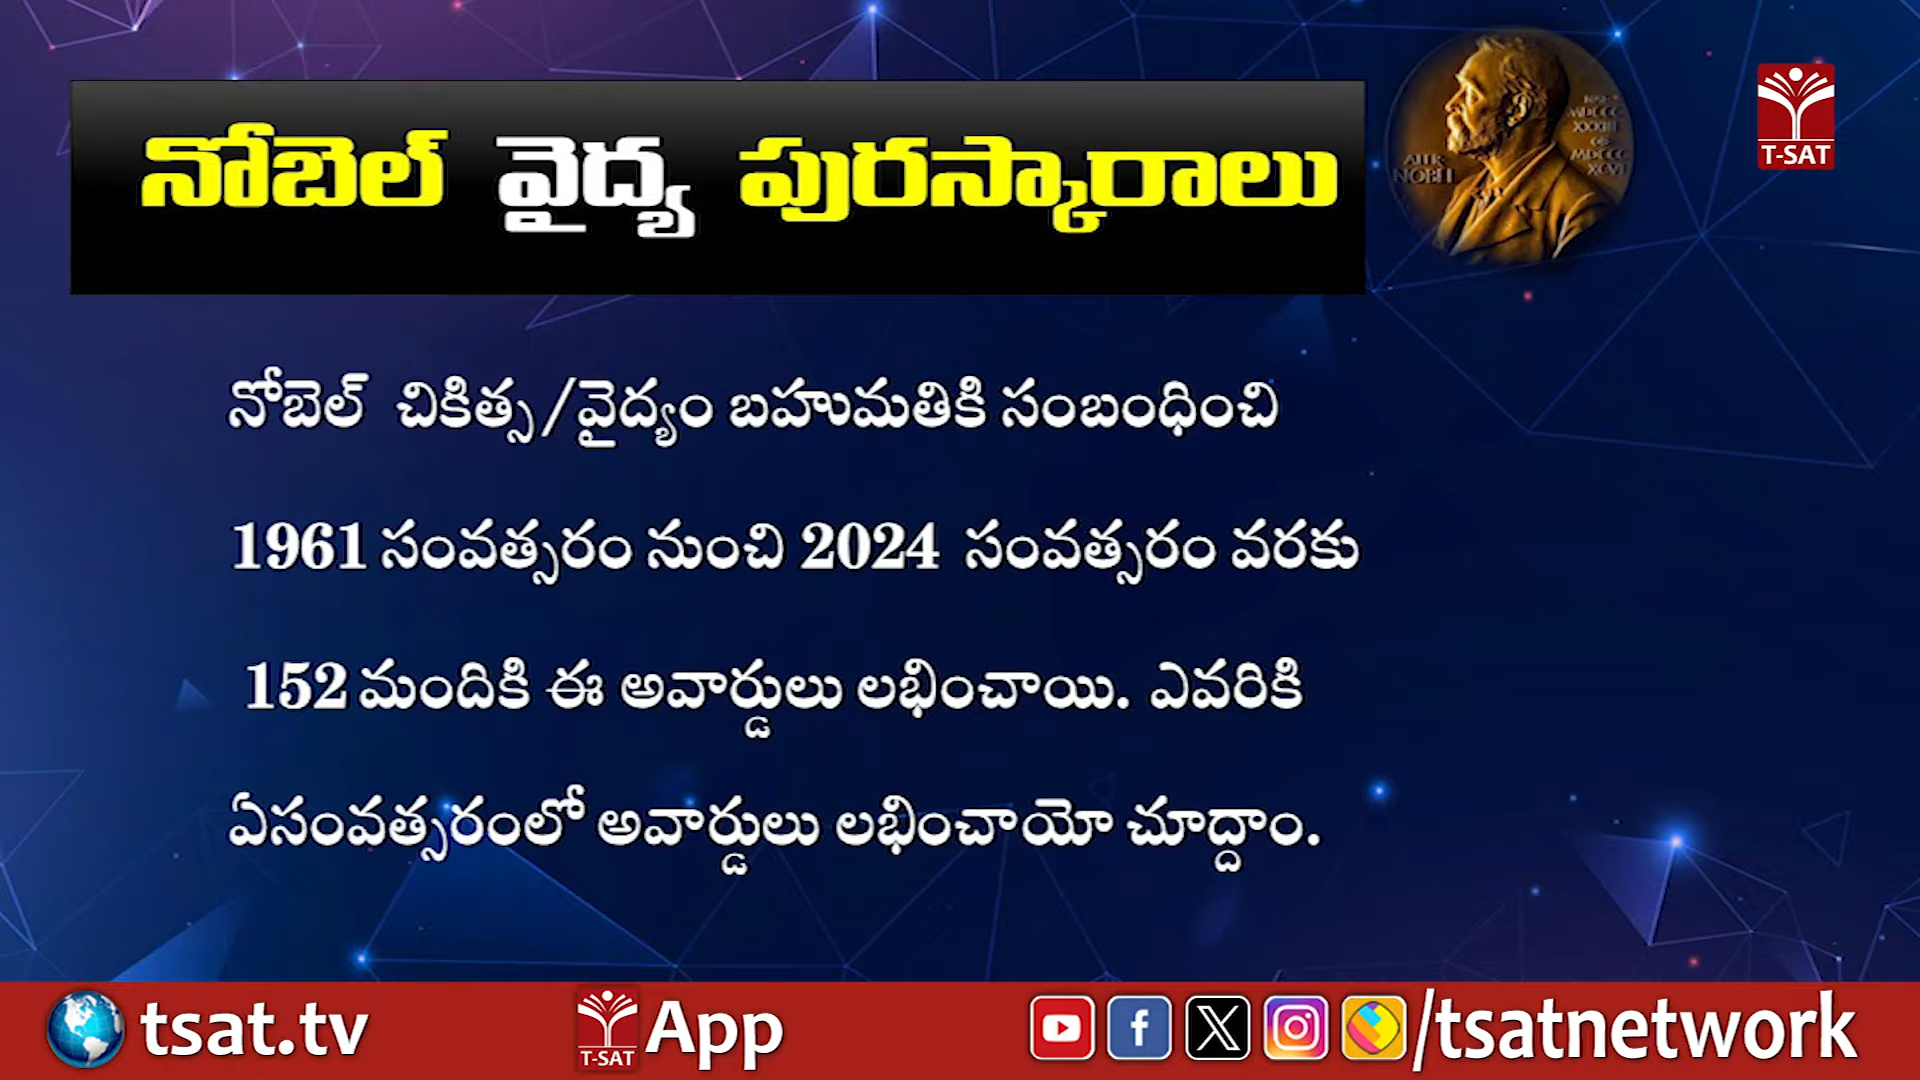 నోబెల్ వైద్య పురస్కారాలు
T-SAT
నోబెల్ చికిత్స/వైద్యం బహుమతికి సంబంధించి
1961 సంవత్సరం నుంచి 2024 సంవత్సరం వరకు
152 మందికి ఈ అవార్డులు లభించాయి. ఎవరికి
ఏసంవత్సరంలో అవార్డులు లభించాయో చూద్దాం.
tsat.tv
T-SAT App
/tsatnetwork